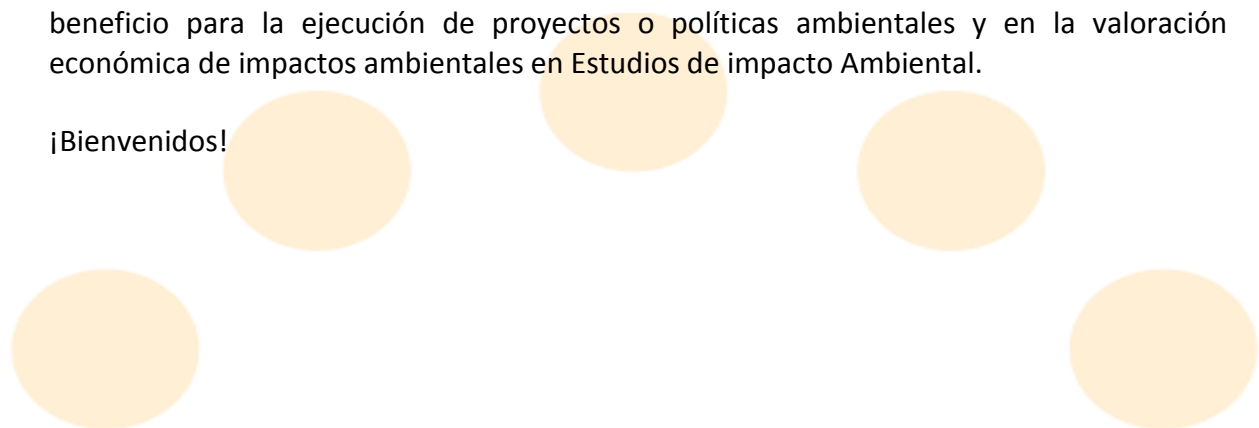 beneficio para la ejecución de proyectos o políticas ambientales y en la valoración
económica de impactos ambientales en Estudios de impacto Ambiental.
¡Bienvenidos!